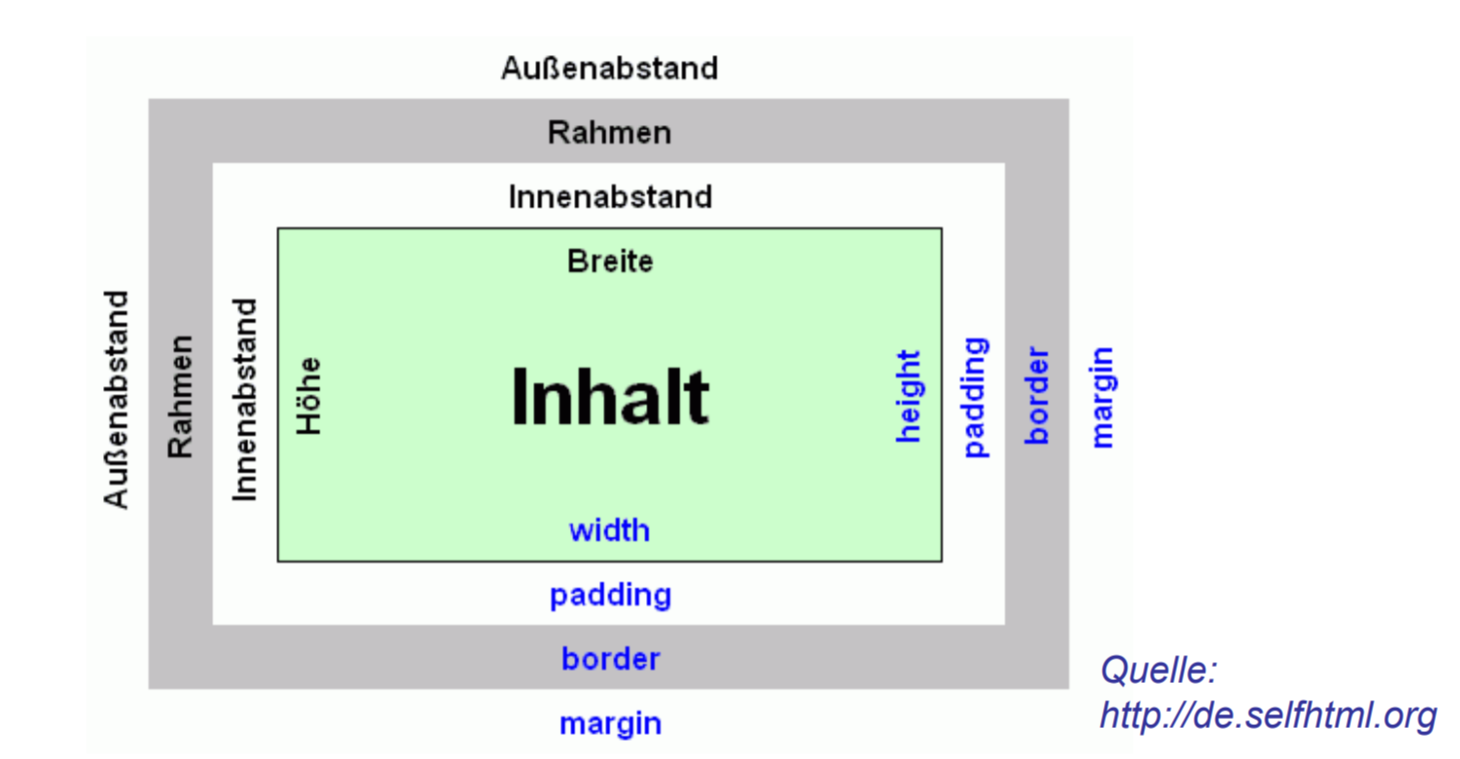 Außenabstand
Rahmen
Innenabstand
Breite
Außenabstand
Rahmen
Innenabstand
Höhe
Inhalt
height
padding
border
margin
width
padding
border
margin
Quelle:
http://de.selfhtml.org